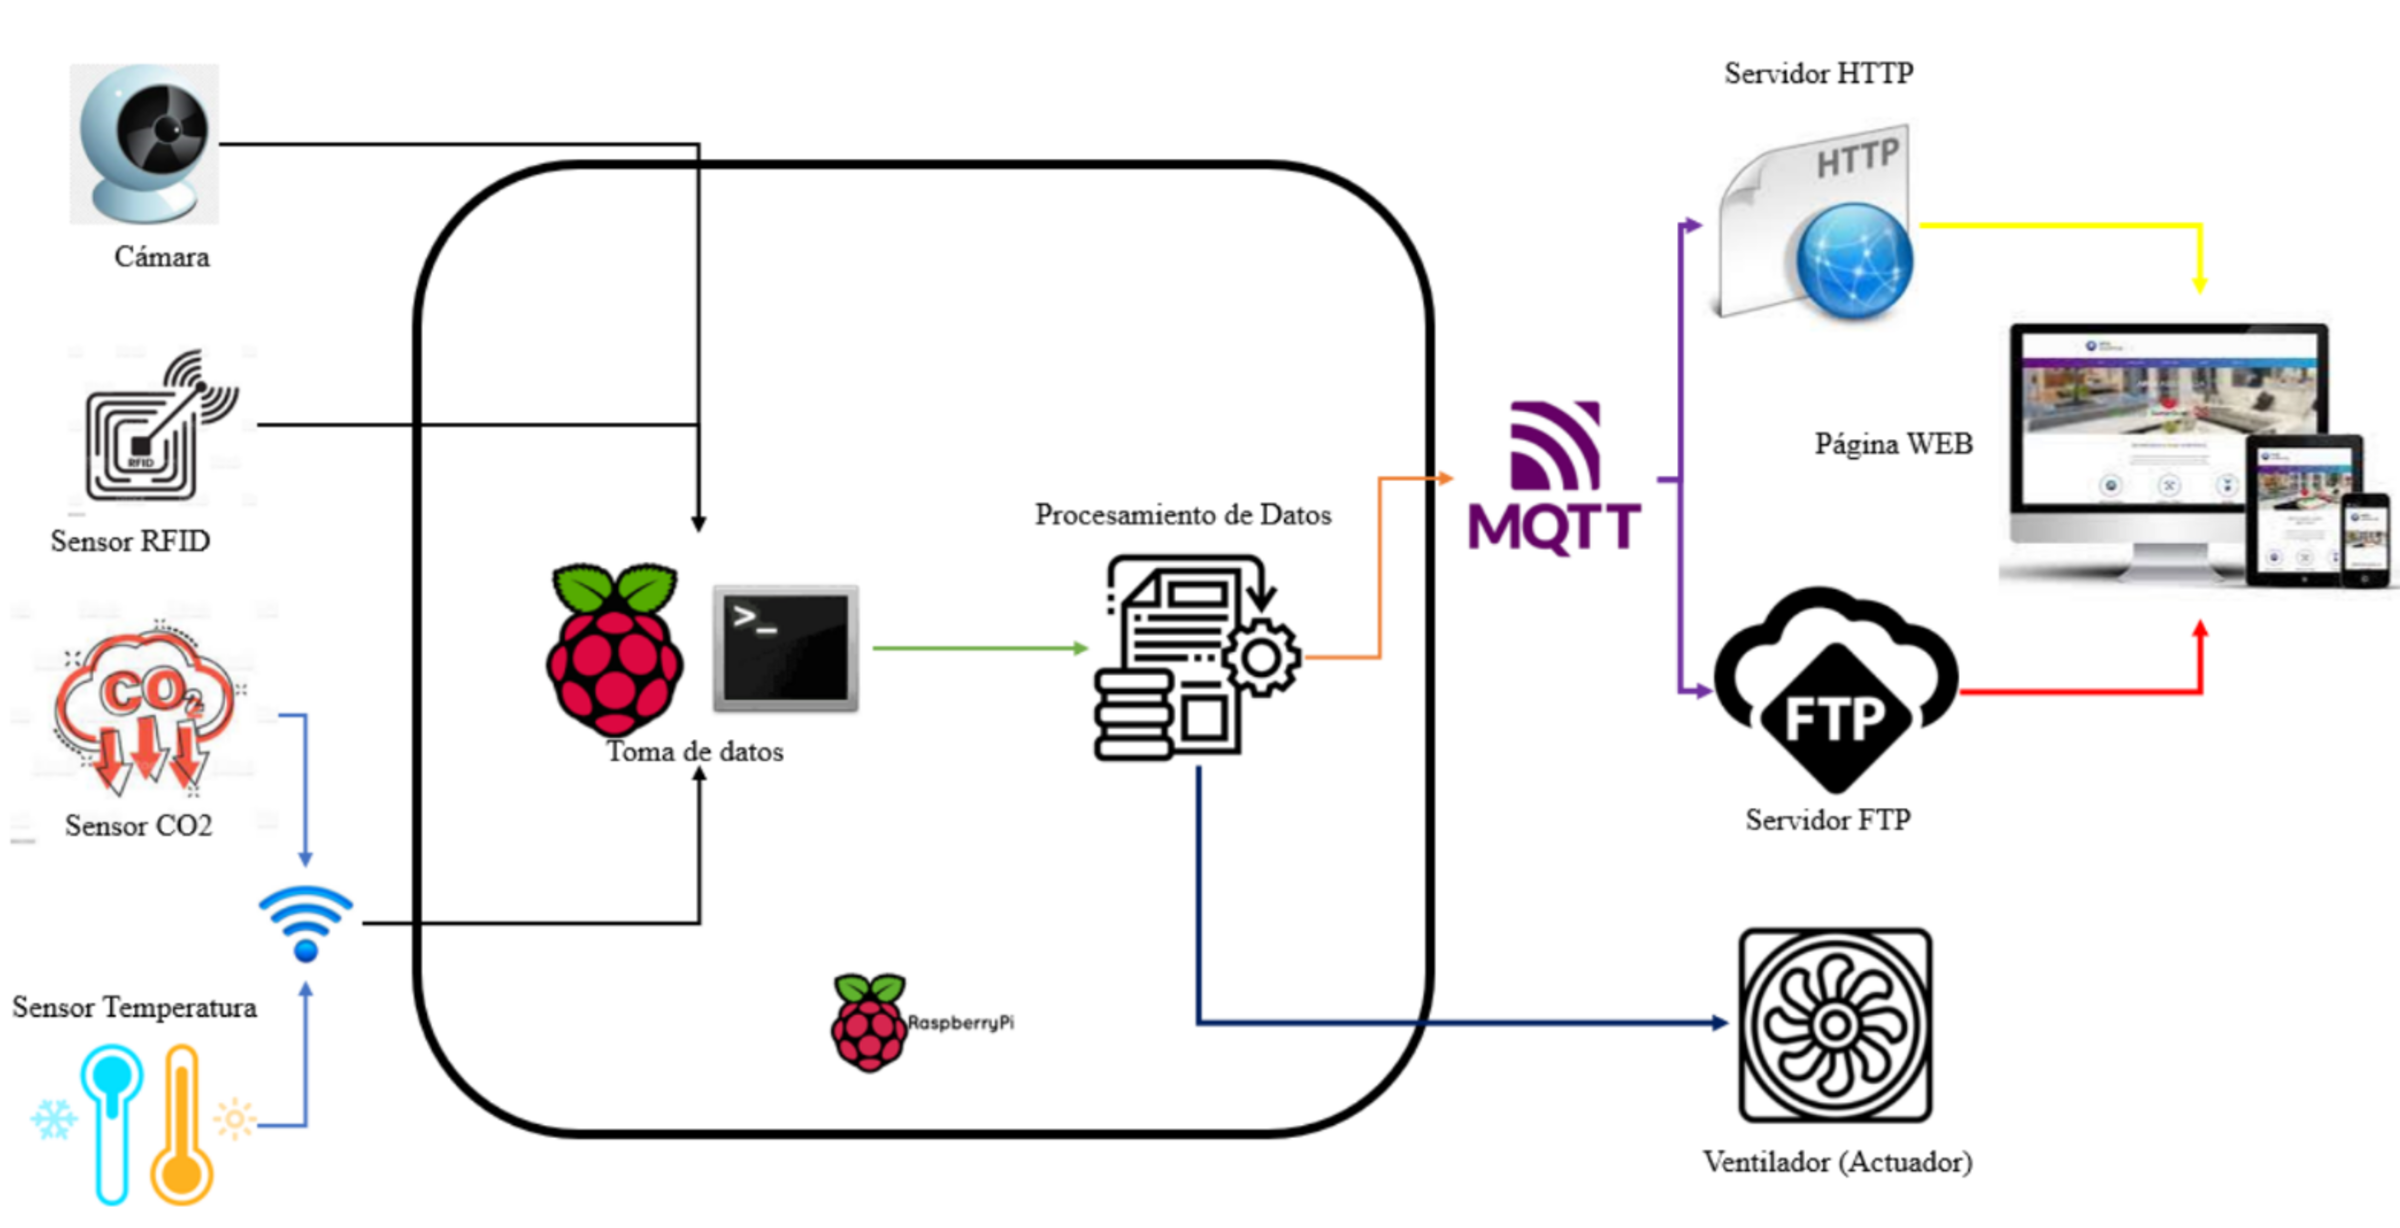 Cámara
RFID
Sensor RFID
CO2
Sensor CO2
Sensor Temperatura
>_
Toma de datos
Procesamiento de Datos
RaspberryPi
MQTT
Servidor HTTP
HTTP
Página WEB
FTP
Servidor FTP
Ventilador (Actuador)